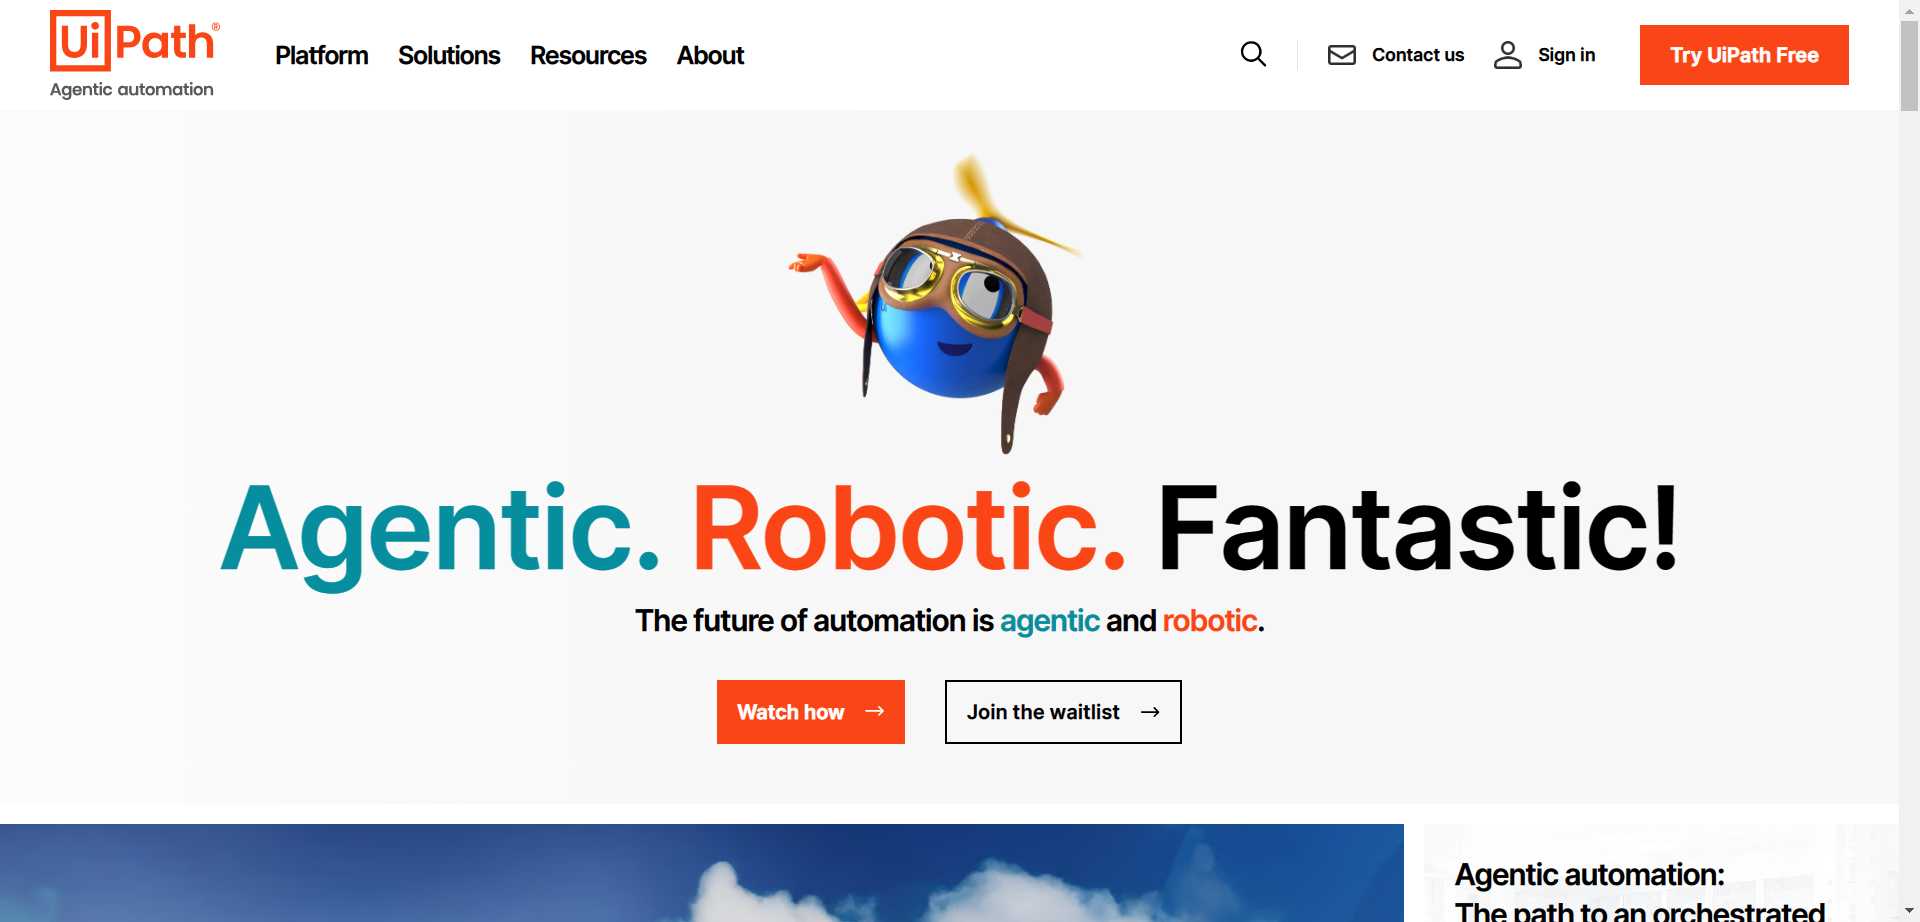 UiPath®
Agentic automation
Platform Solutions Resources About
Contact us Sign in Try UiPath Free
Agentic. Robotic. Fantastic!
The future of automation is agentic and robotic.
Watch how → Join the waitlist →
Agentic automation:
The path to an orchestrated